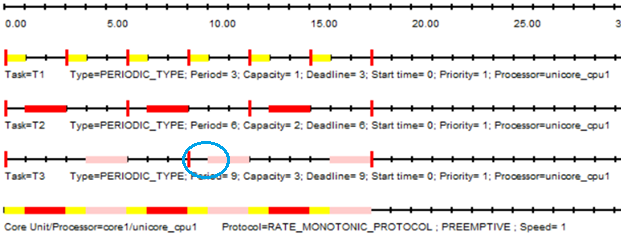 0.00 5.00 10.00 15.00 20.00 25.00 3
Task=T1 Type=PERIODIC_TYPE; Period= 3; Capacity= 1; Deadline= 3; Start time= 0; Priority= 1; Processor=unicore_cpu1
Task=T2 Type=PERIODIC_TYPE; Period= 6; Capacity= 2; Deadline= 6; Start time= 0; Priority= 1; Processor=unicore_cpu1
Task=T3 Type=PERIODIC_TYPE; Period= 9; Capacity= 3; Deadline= 9; Start time= 0; Priority= 1; Processor=unicore_cpu1
Core Unit/Processor=core1/unicore_cpu1 Protocol=RATE_MONOTONIC_PROTOCOL ; PREEMPTIVE ; Speed= 1